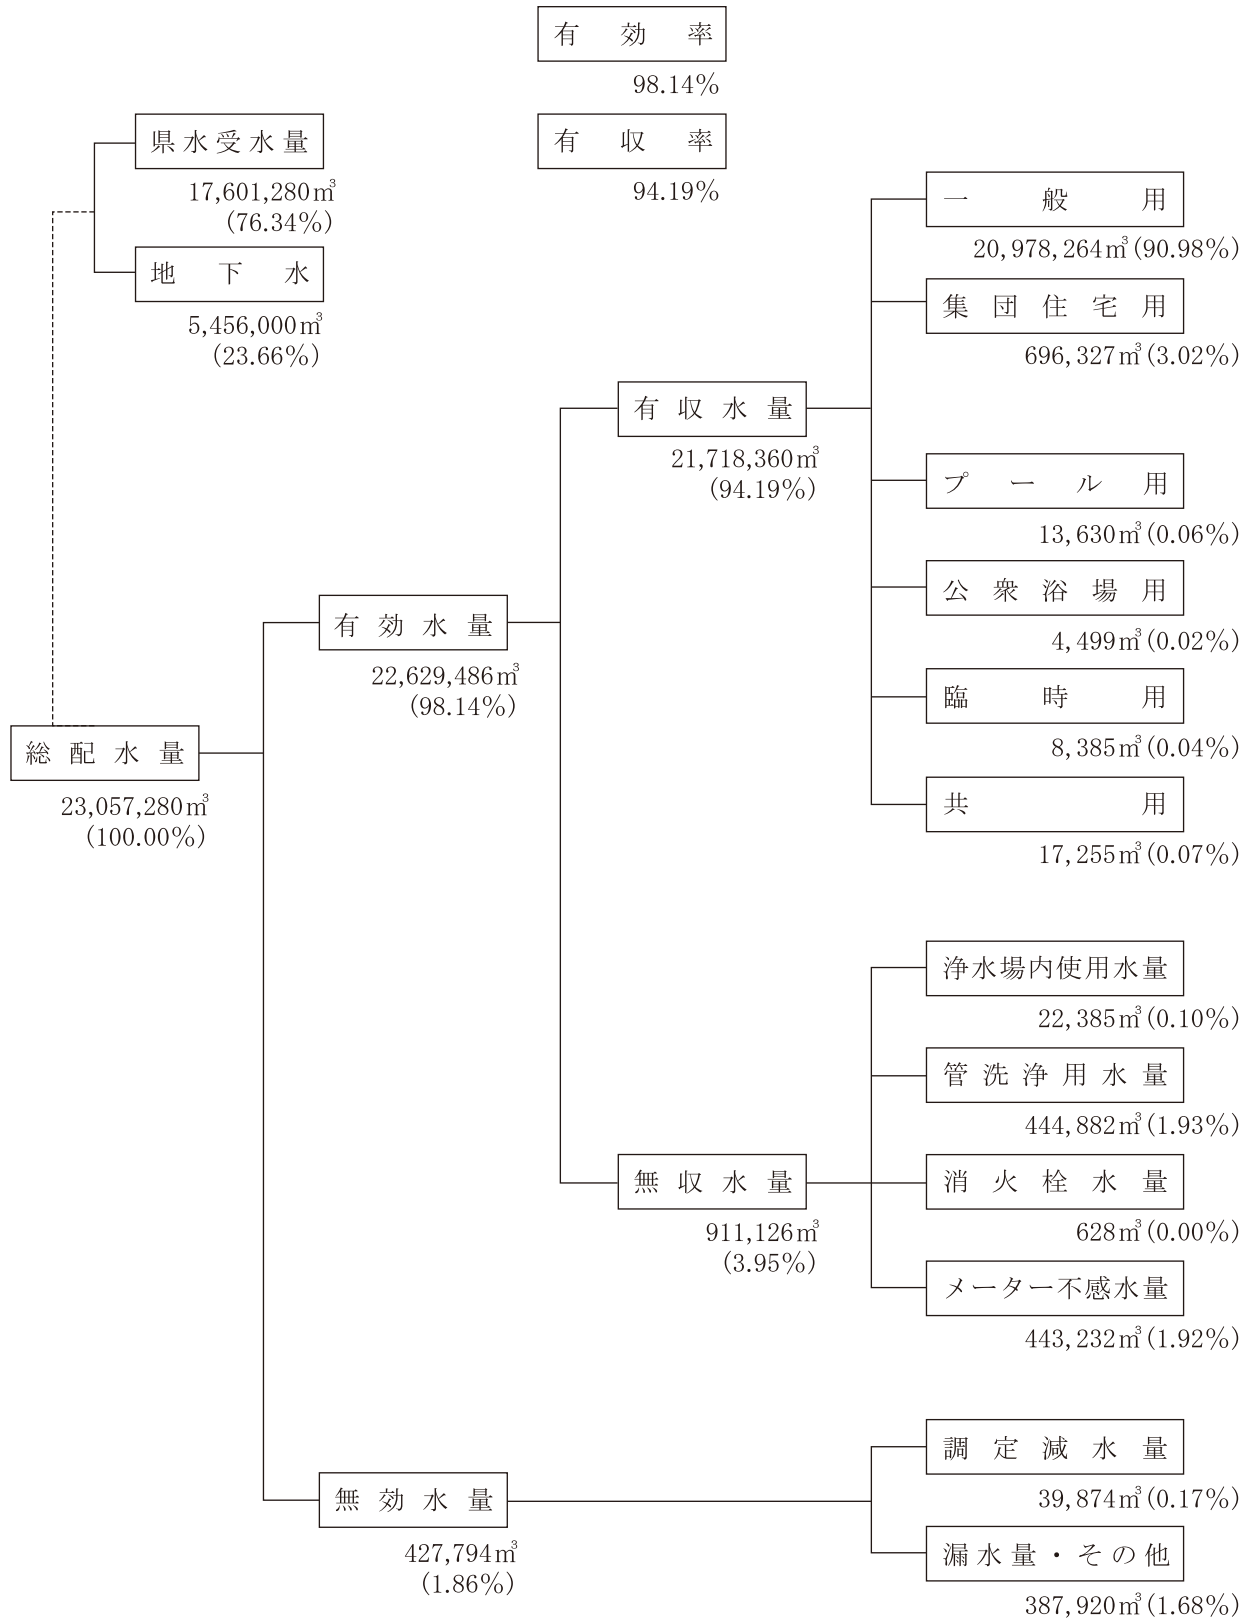 有効率
98.14%
有収率
94.19%
県水受水量
17,601,280㎥
(76.34%)
地下水
5,456,000㎥
(23.66%)
総配水量
23,057,280㎥
(100.00%)
有効水量
22,629,486㎥
(98.14%)
有収水量
21,718,360㎥
(94.19%)
一般用
20,978,264㎥(90.98%)
集団住宅用
696,327㎥(3.02%)
プール用
13,630㎥(0.06%)
公衆浴場用
4,499㎥(0.02%)
臨時用
8,385㎥(0.04%)
共用
17,255㎥(0.07%)
無収水量
911,126㎥
(3.95%)
浄水場内使用水量
22,385㎥(0.10%)
管洗浄用水量
444,882㎥(1.93%)
消火栓水量
628㎥(0.00%)
メーター不感水量
443,232㎥(1.92%)
無効水量
427,794㎥
(1.86%)
調定減水量
39,874㎥(0.17%)
漏水量・その他
387,920㎥(1.68%)